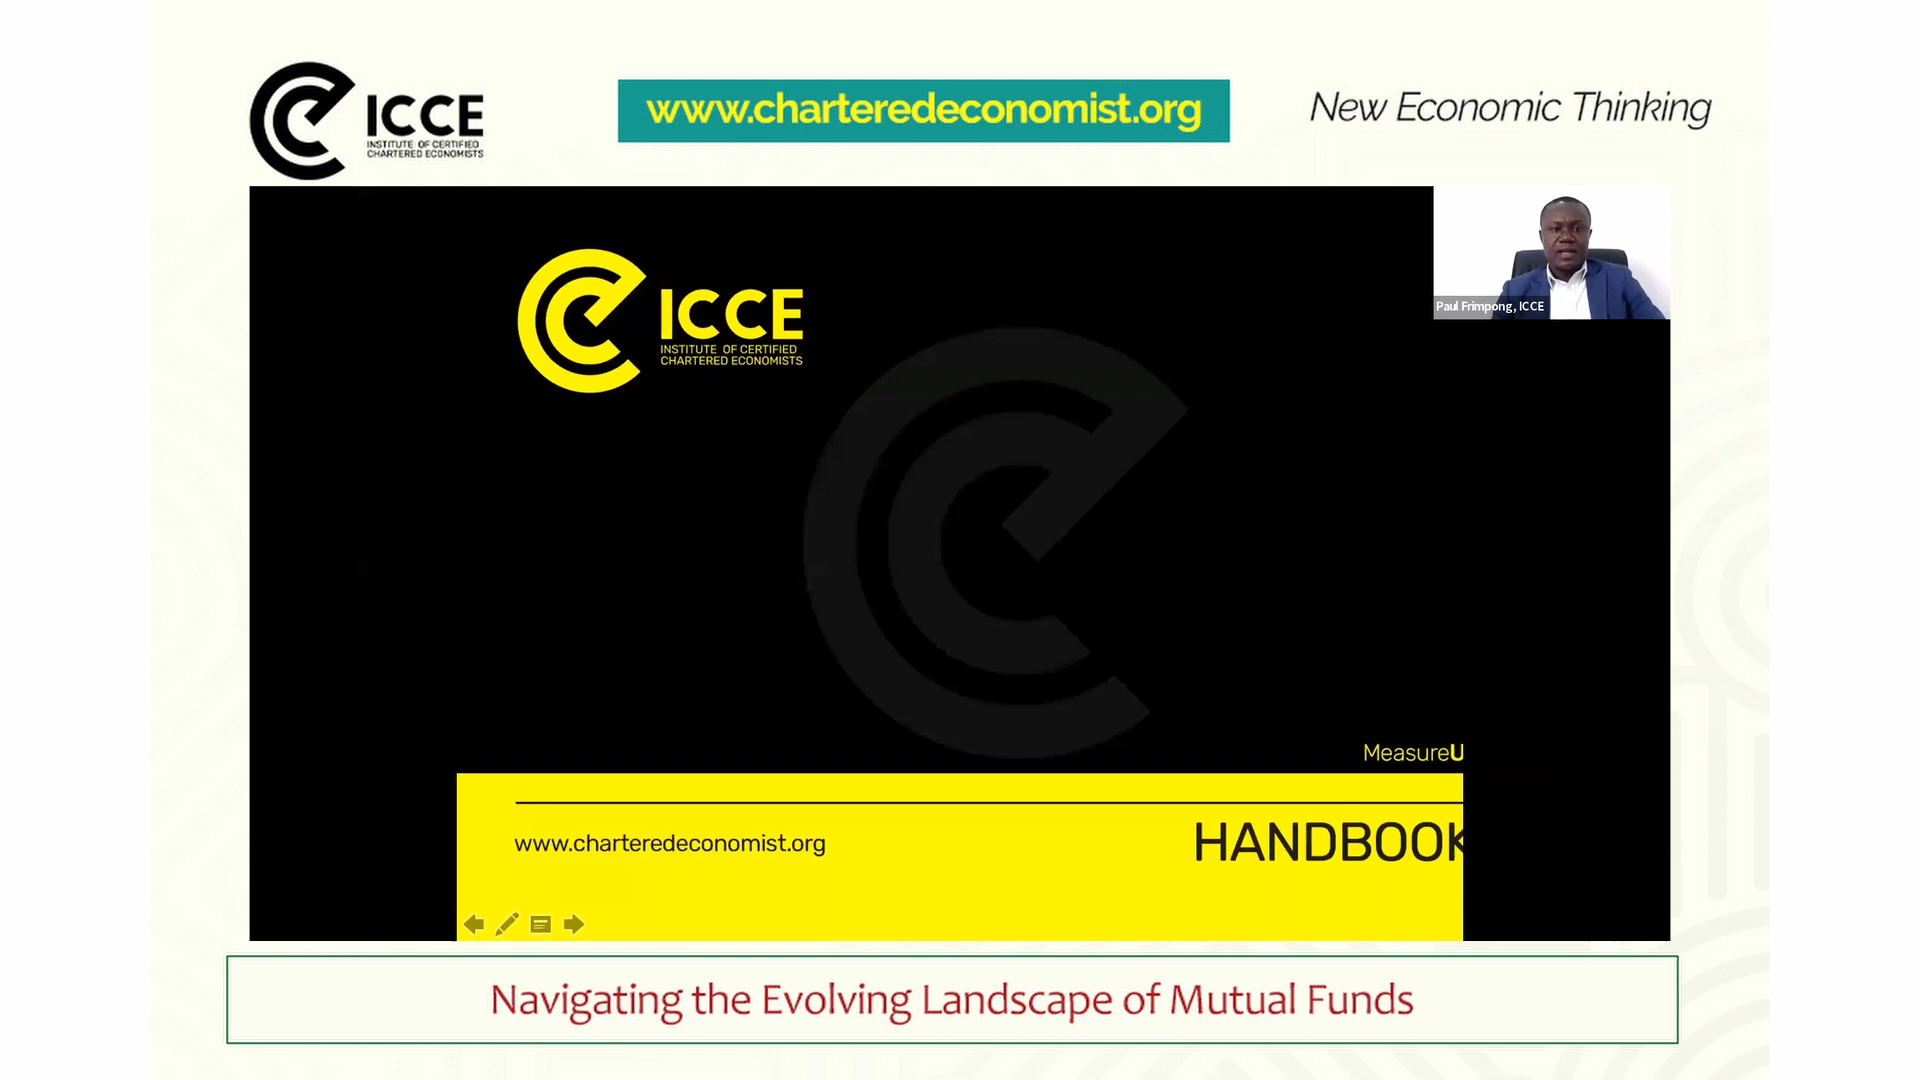 ICCE
INSTITUTE OF CERTIFIED
CHARTERED ECONOMISTS
www.charteredeconomist.org
New Economic Thinking
ICCE
INSTITUTE OF CERTIFIED
CHARTERED ECONOMISTS
Paul Frimpong, ICCE
MeasureU
www.charteredeconomist.org
HANDBOOK
Navigating the Evolving Landscape of Mutual Funds